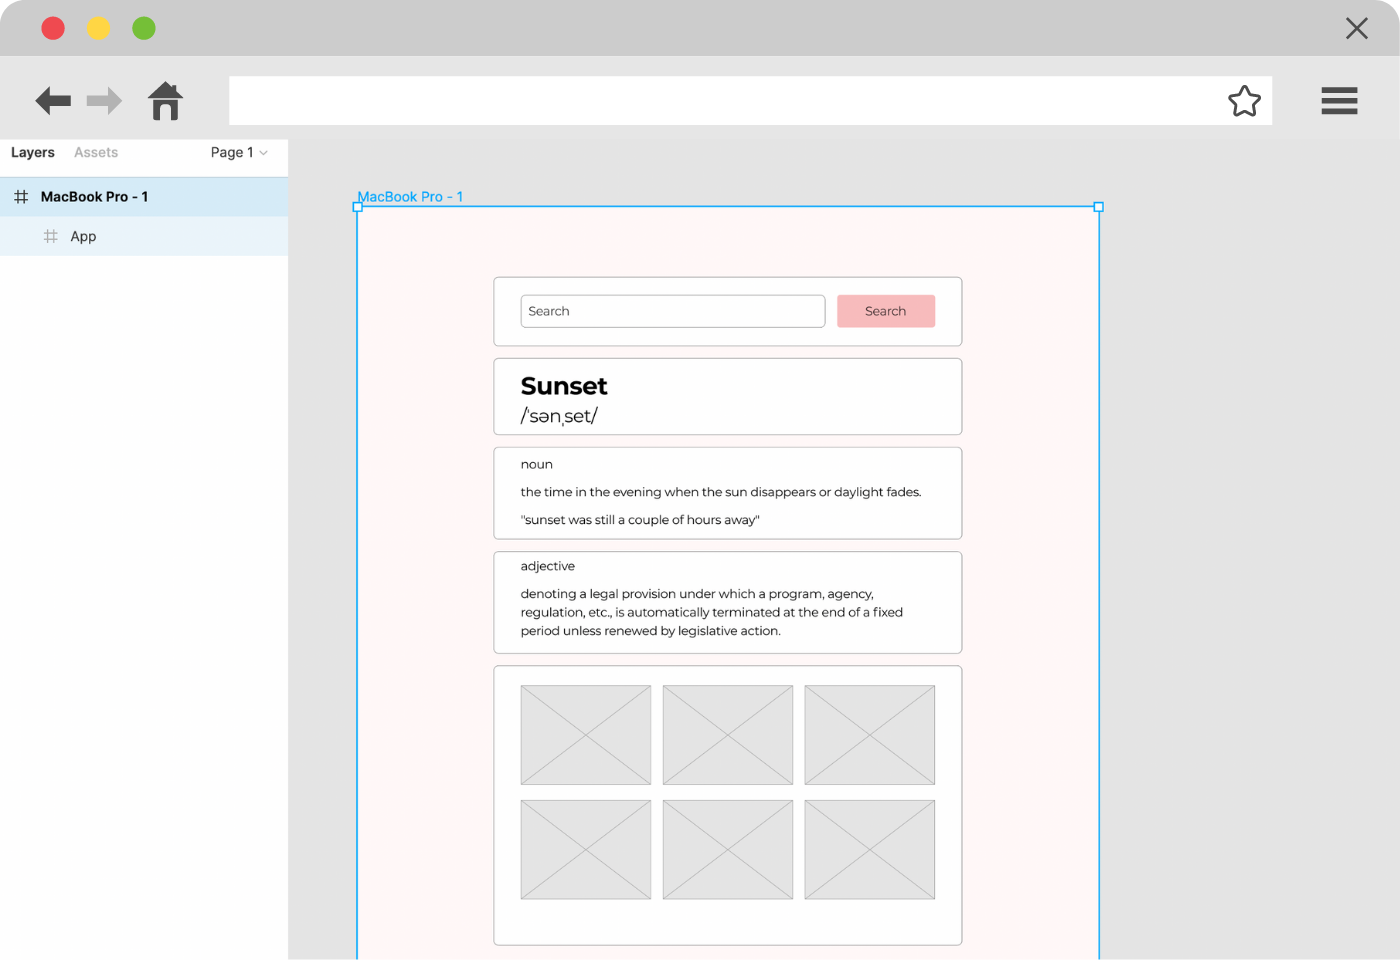 Layers Assets Page 1
MacBook Pro - 1
App
MacBook Pro - 1
Search Search
Sunset
/ˈsənˌset/
noun
the time in the evening when the sun disappears or daylight fades.
"sunset was still a couple of hours away"
adjective
denoting a legal provision under which a program, agency,
regulation, etc., is automatically terminated at the end of a fixed
period unless renewed by legislative action.